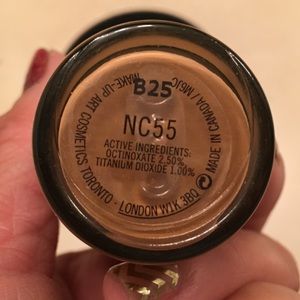 B25
NC55
ACTIVE INGREDIENTS:
OCTINOXATE 2.50%
TITANIUM DIOXIDE 1.00%
MAKE-UP ART COSMETICS TORONTO - LONDON W1K 3BQ
MADE IN CANADA / M6JC